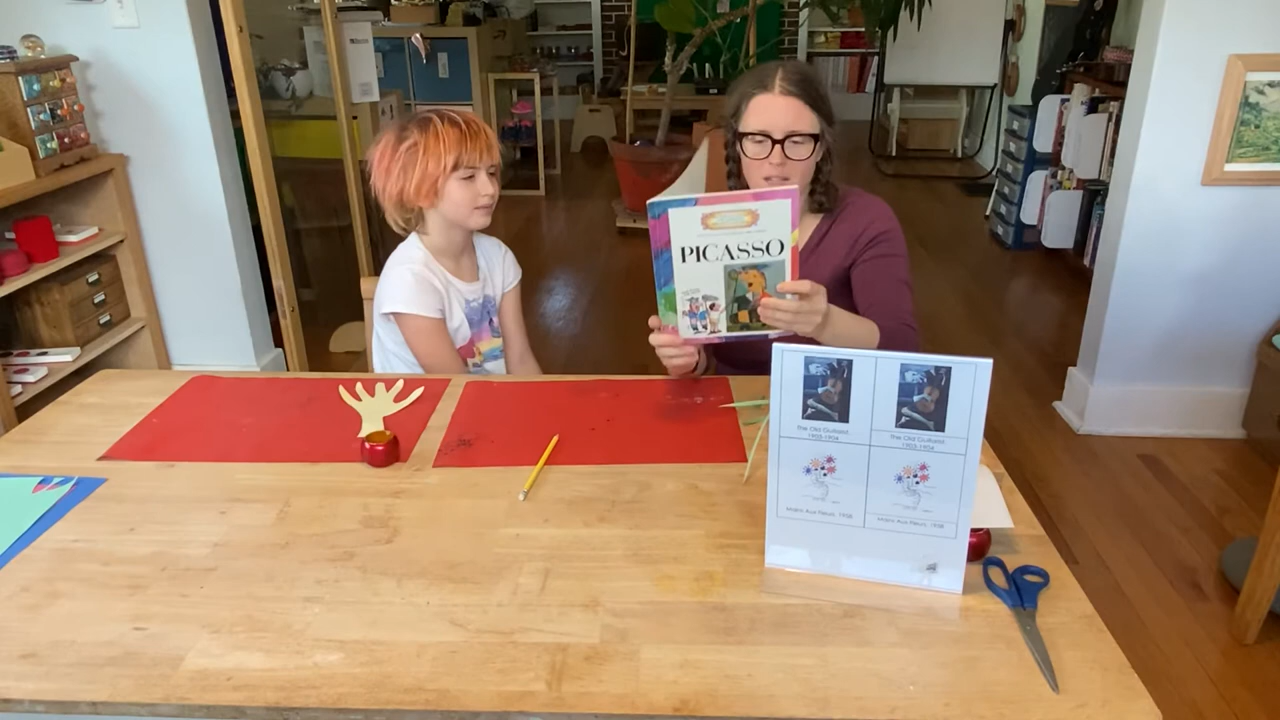 PICASSO
The Old Guitarist,
1903-1904
The Old Guitarist,
1903-1904
Mains Aux Fleurs, 1958
Mains Aux Fleurs, 1958